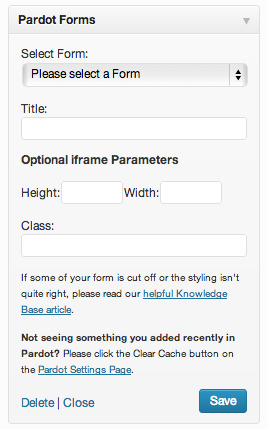 Pardot Forms
Select Form:
Please select a Form
Title:
Optional iframe Parameters
Height: Width:
Class:
If some of your form is cut off or the styling isn't
quite right, please read our helpful Knowledge
Base article.
Not seeing something you added recently in
Pardot? Please click the Clear Cache button on
the Pardot Settings Page.
Delete | Close Save